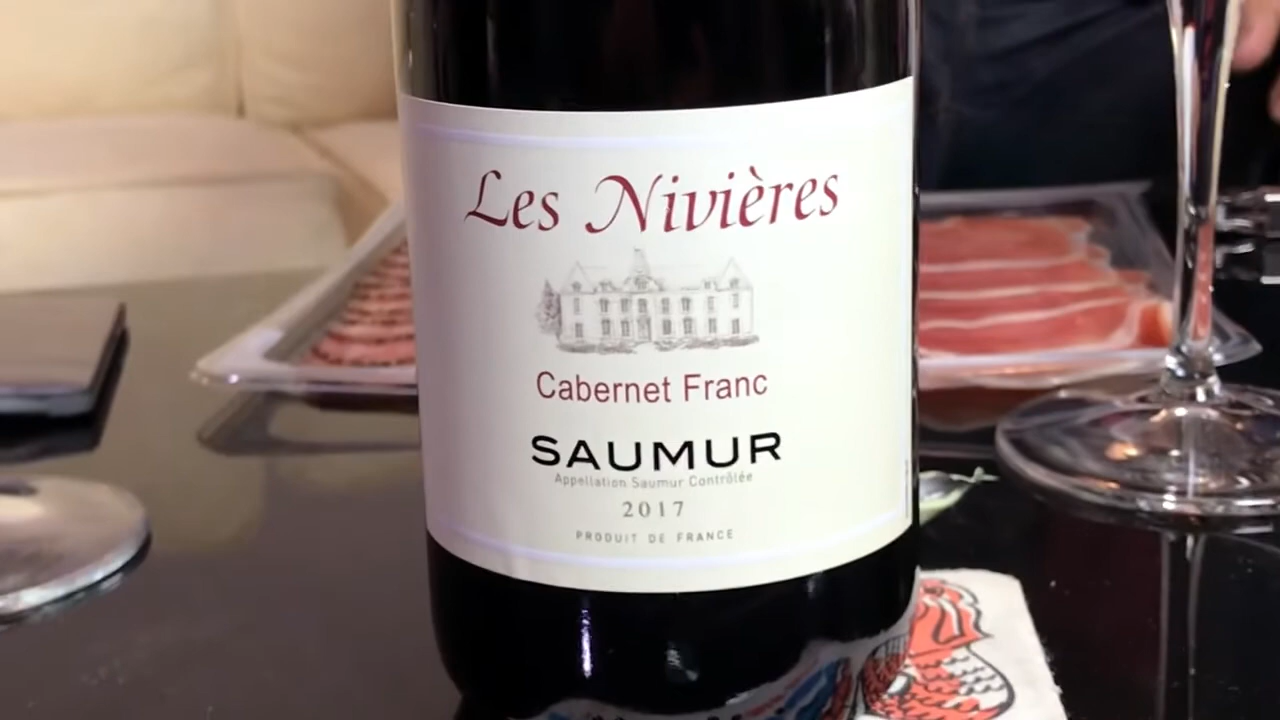 Les Nivières
Cabernet Franc
SAUMUR
Appellation Saumur Contrôlée
2017
PRODUIT DE FRANCE